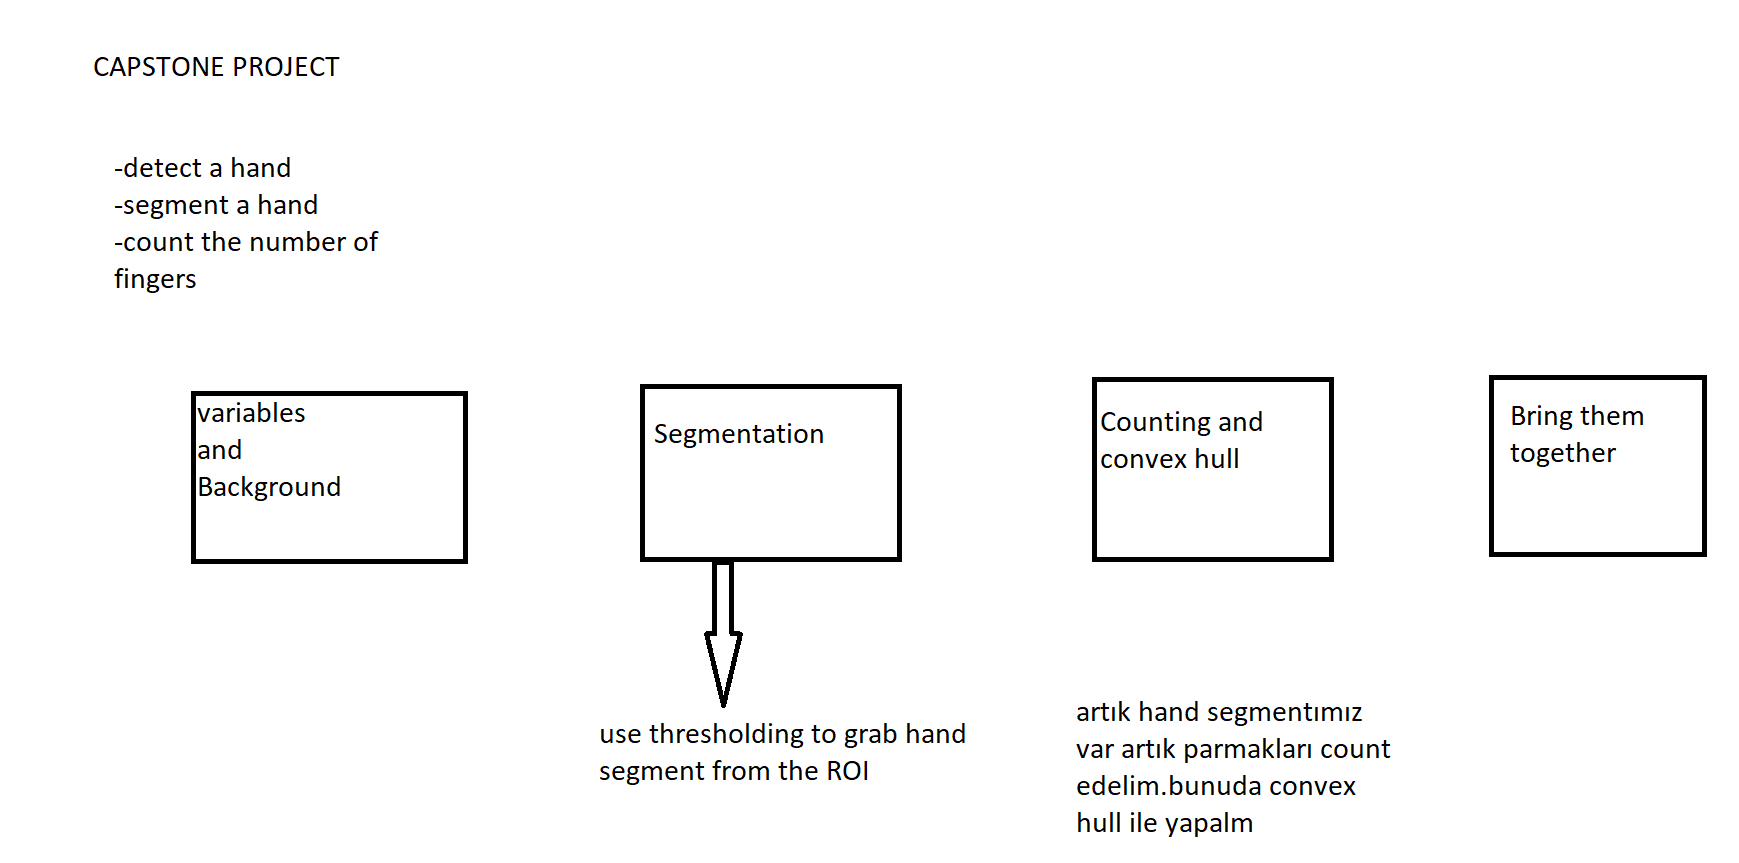 CAPSTONE PROJECT
-detect a hand
-segment a hand
-count the number of
fingers
variables
and
Background
Segmentation
Counting and
convex hull
Bring them
together
use thresholding to grab hand
segment from the ROI
artık hand segmentımız
var artık parmakları count
edelim.bunuda convex
hull ile yapalm